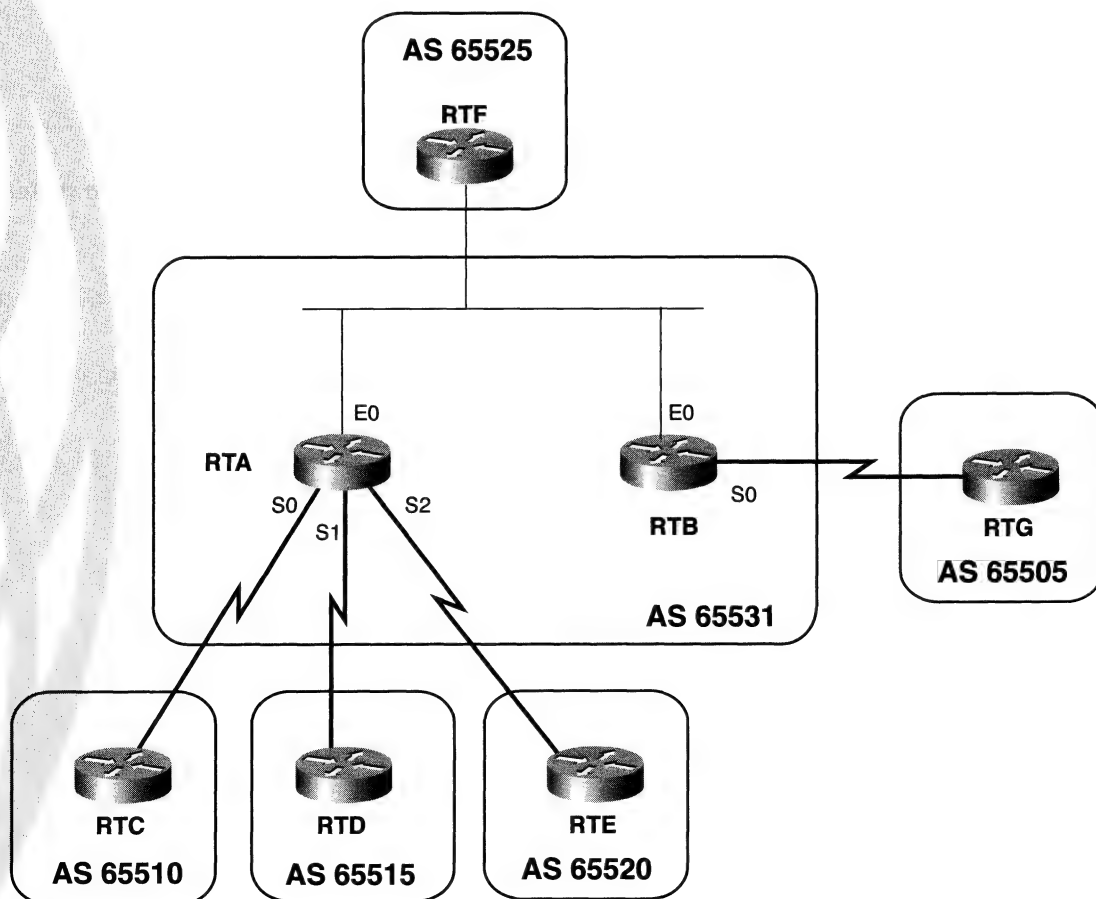 AS 65525
RTF
E0
E0
RTA
S0
S1
S2
RTB
S0
RTG
AS 65505
AS 65531
RTC
AS 65510
RTD
AS 65515
RTE
AS 65520